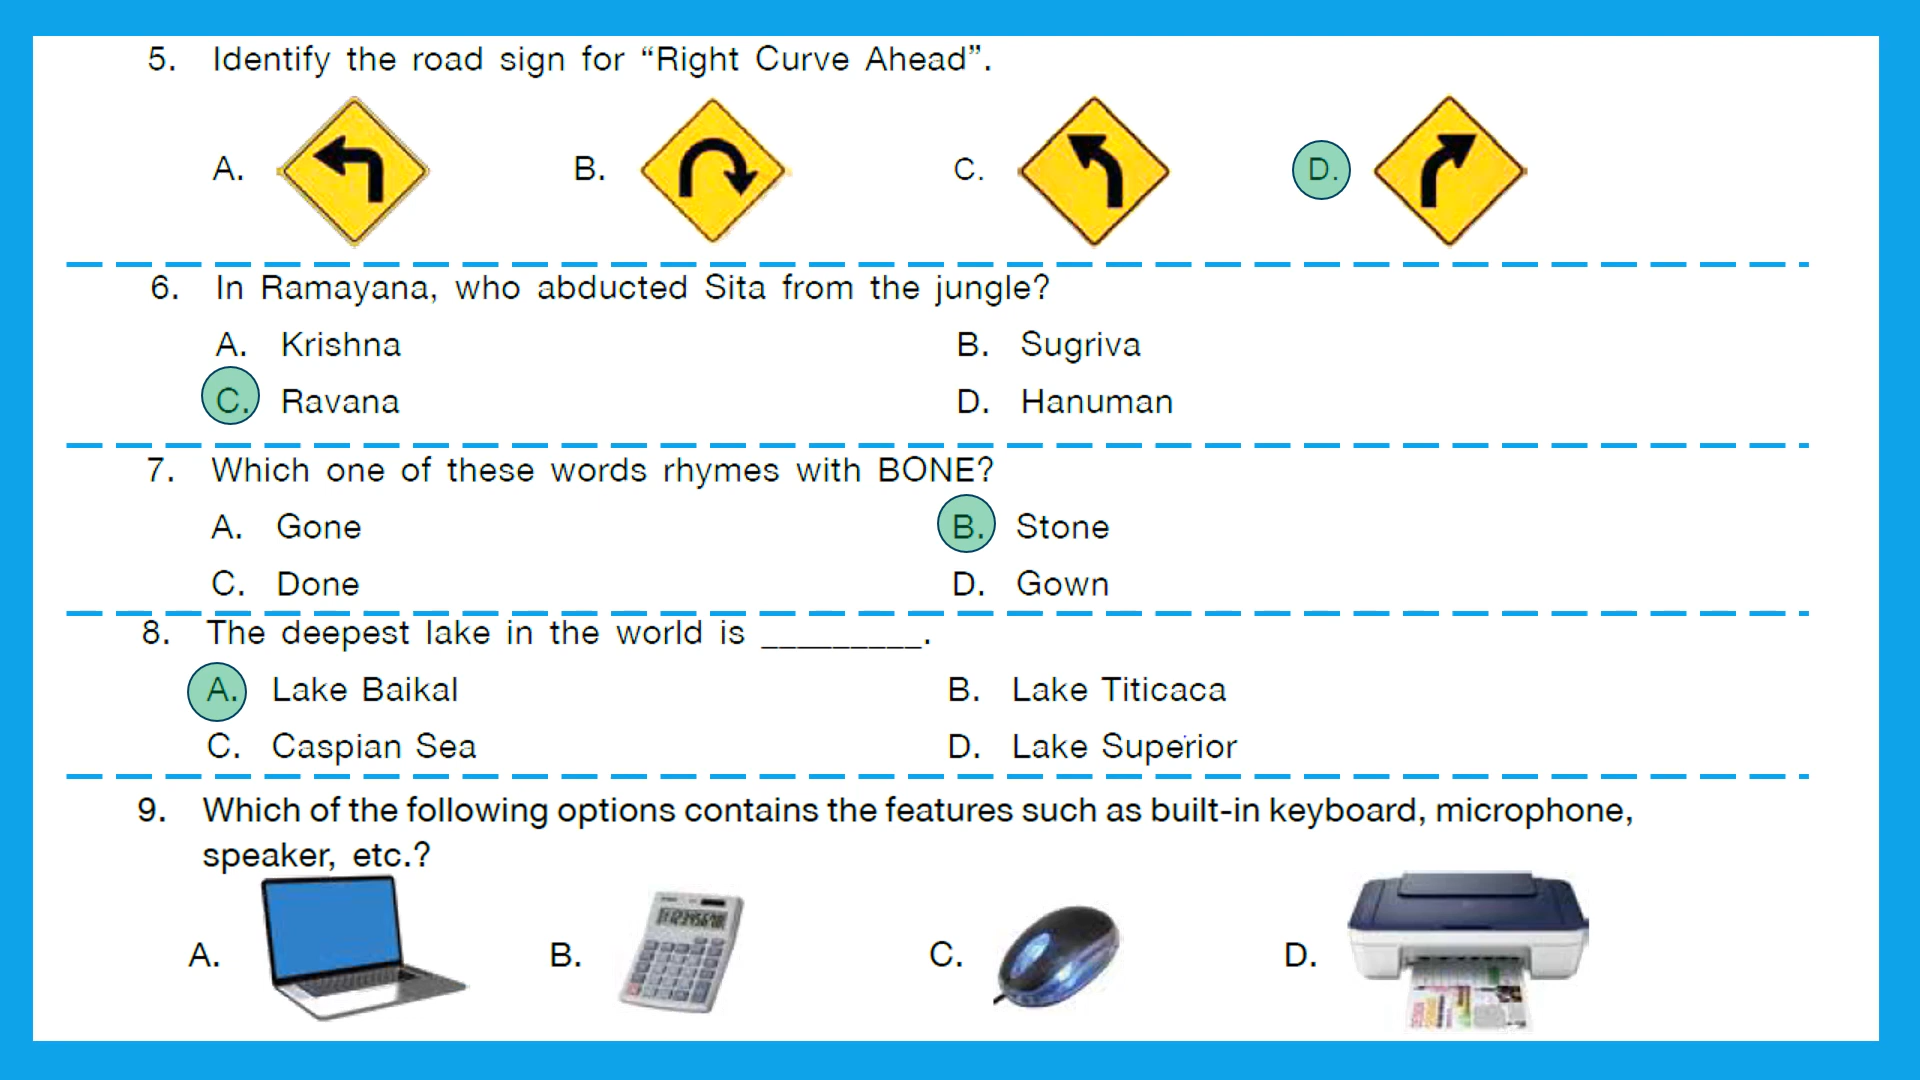 5. Identify the road sign for “Right Curve Ahead”.
A. B. C. D.
6. In Ramayana, who abducted Sita from the jungle?
A. Krishna B. Sugriva
C. Ravana D. Hanuman
7. Which one of these words rhymes with BONE?
A. Gone B. Stone
C. Done D. Gown
8. The deepest lake in the world is _________.
A. Lake Baikal B. Lake Titicaca
C. Caspian Sea D. Lake Superior
9. Which of the following options contains the features such as built-in keyboard, microphone,
speaker, etc.?
A. B. C. D.